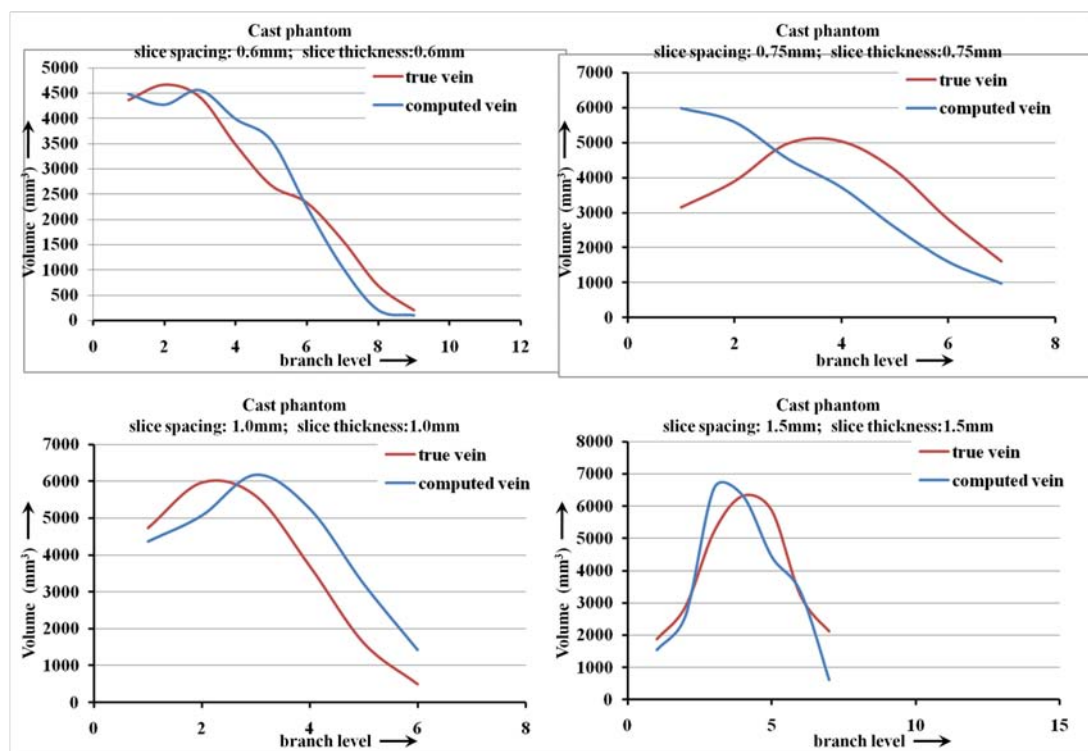 Cast phantom
slice spacing: 0.6mm; slice thickness:0.6mm
5000
4500
4000
3500
3000
2500
2000
1500
1000
500
0
Volume (mm³)
true vein
computed vein
0 2 4 6 8 10 12
branch level
Cast phantom
slice spacing: 0.75mm; slice thickness:0.75mm
7000
6000
5000
4000
3000
2000
1000
0
Volume (mm³)
true vein
computed vein
0 2 4 6 8
branch level
Cast phantom
slice spacing: 1.0mm; slice thickness:1.0mm
7000
6000
5000
4000
3000
2000
1000
0
Volume (mm³)
true vein
computed vein
0 2 4 6 8
branch level
Cast phantom
slice spacing: 1.5mm; slice thickness:1.5mm
8000
7000
6000
5000
4000
3000
2000
1000
0
Volume (mm³)
true vein
computed vein
0 5 10 15
branch level